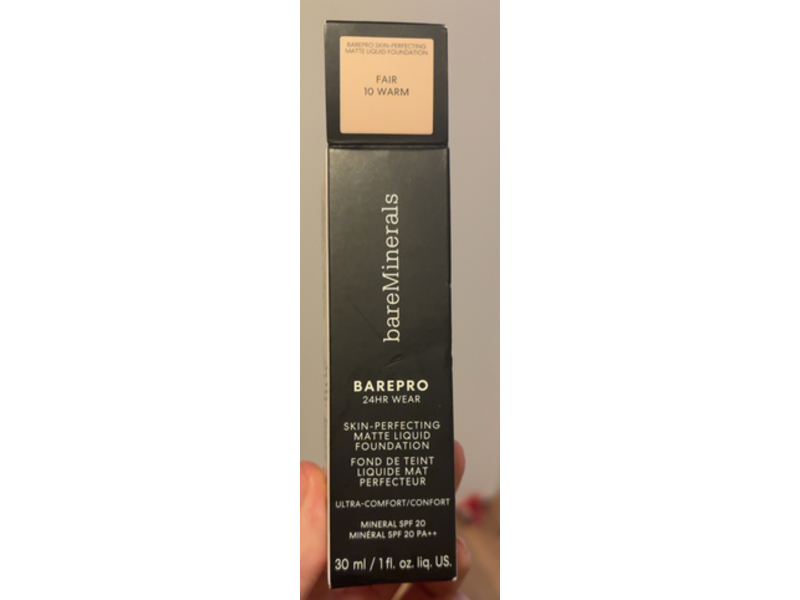 BAREPRO SKIN-PERFECTING
MATTE LIQUID FOUNDATION
FAIR
10 WARM
bareMinerals
BAREPRO
24HR WEAR
SKIN-PERFECTING
MATTE LIQUID
FOUNDATION
FOND DE TEINT
LIQUIDE MAT
PERFECTEUR
ULTRA-COMFORT/CONFORT
MINERAL SPF 20
MINÉRAL SPF 20 PA++
30 ml / 1 fl. oz. liq. US.